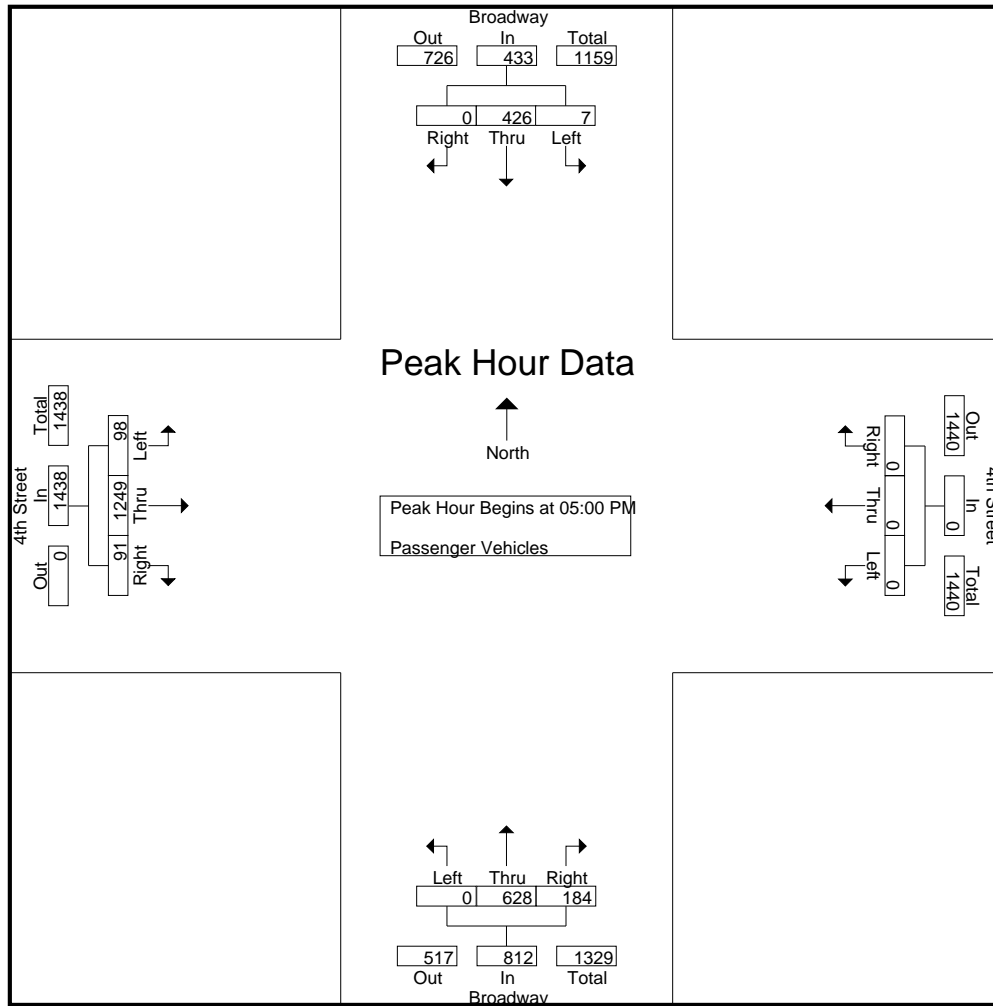 Broadway
Out In Total
726 433 1159
0 426 7
Right Thru Left
Peak Hour Data
North
Peak Hour Begins at 05:00 PM
Passenger Vehicles
4th Street
Out In Total
0 1438 1438
91 1249 98
Right Thru Left
4th Street
Out In Total
1440 0 1440
0 0 0
Right Thru Left
Left Thru Right
0 628 184
517 812 1329
Out In Total
Broadway